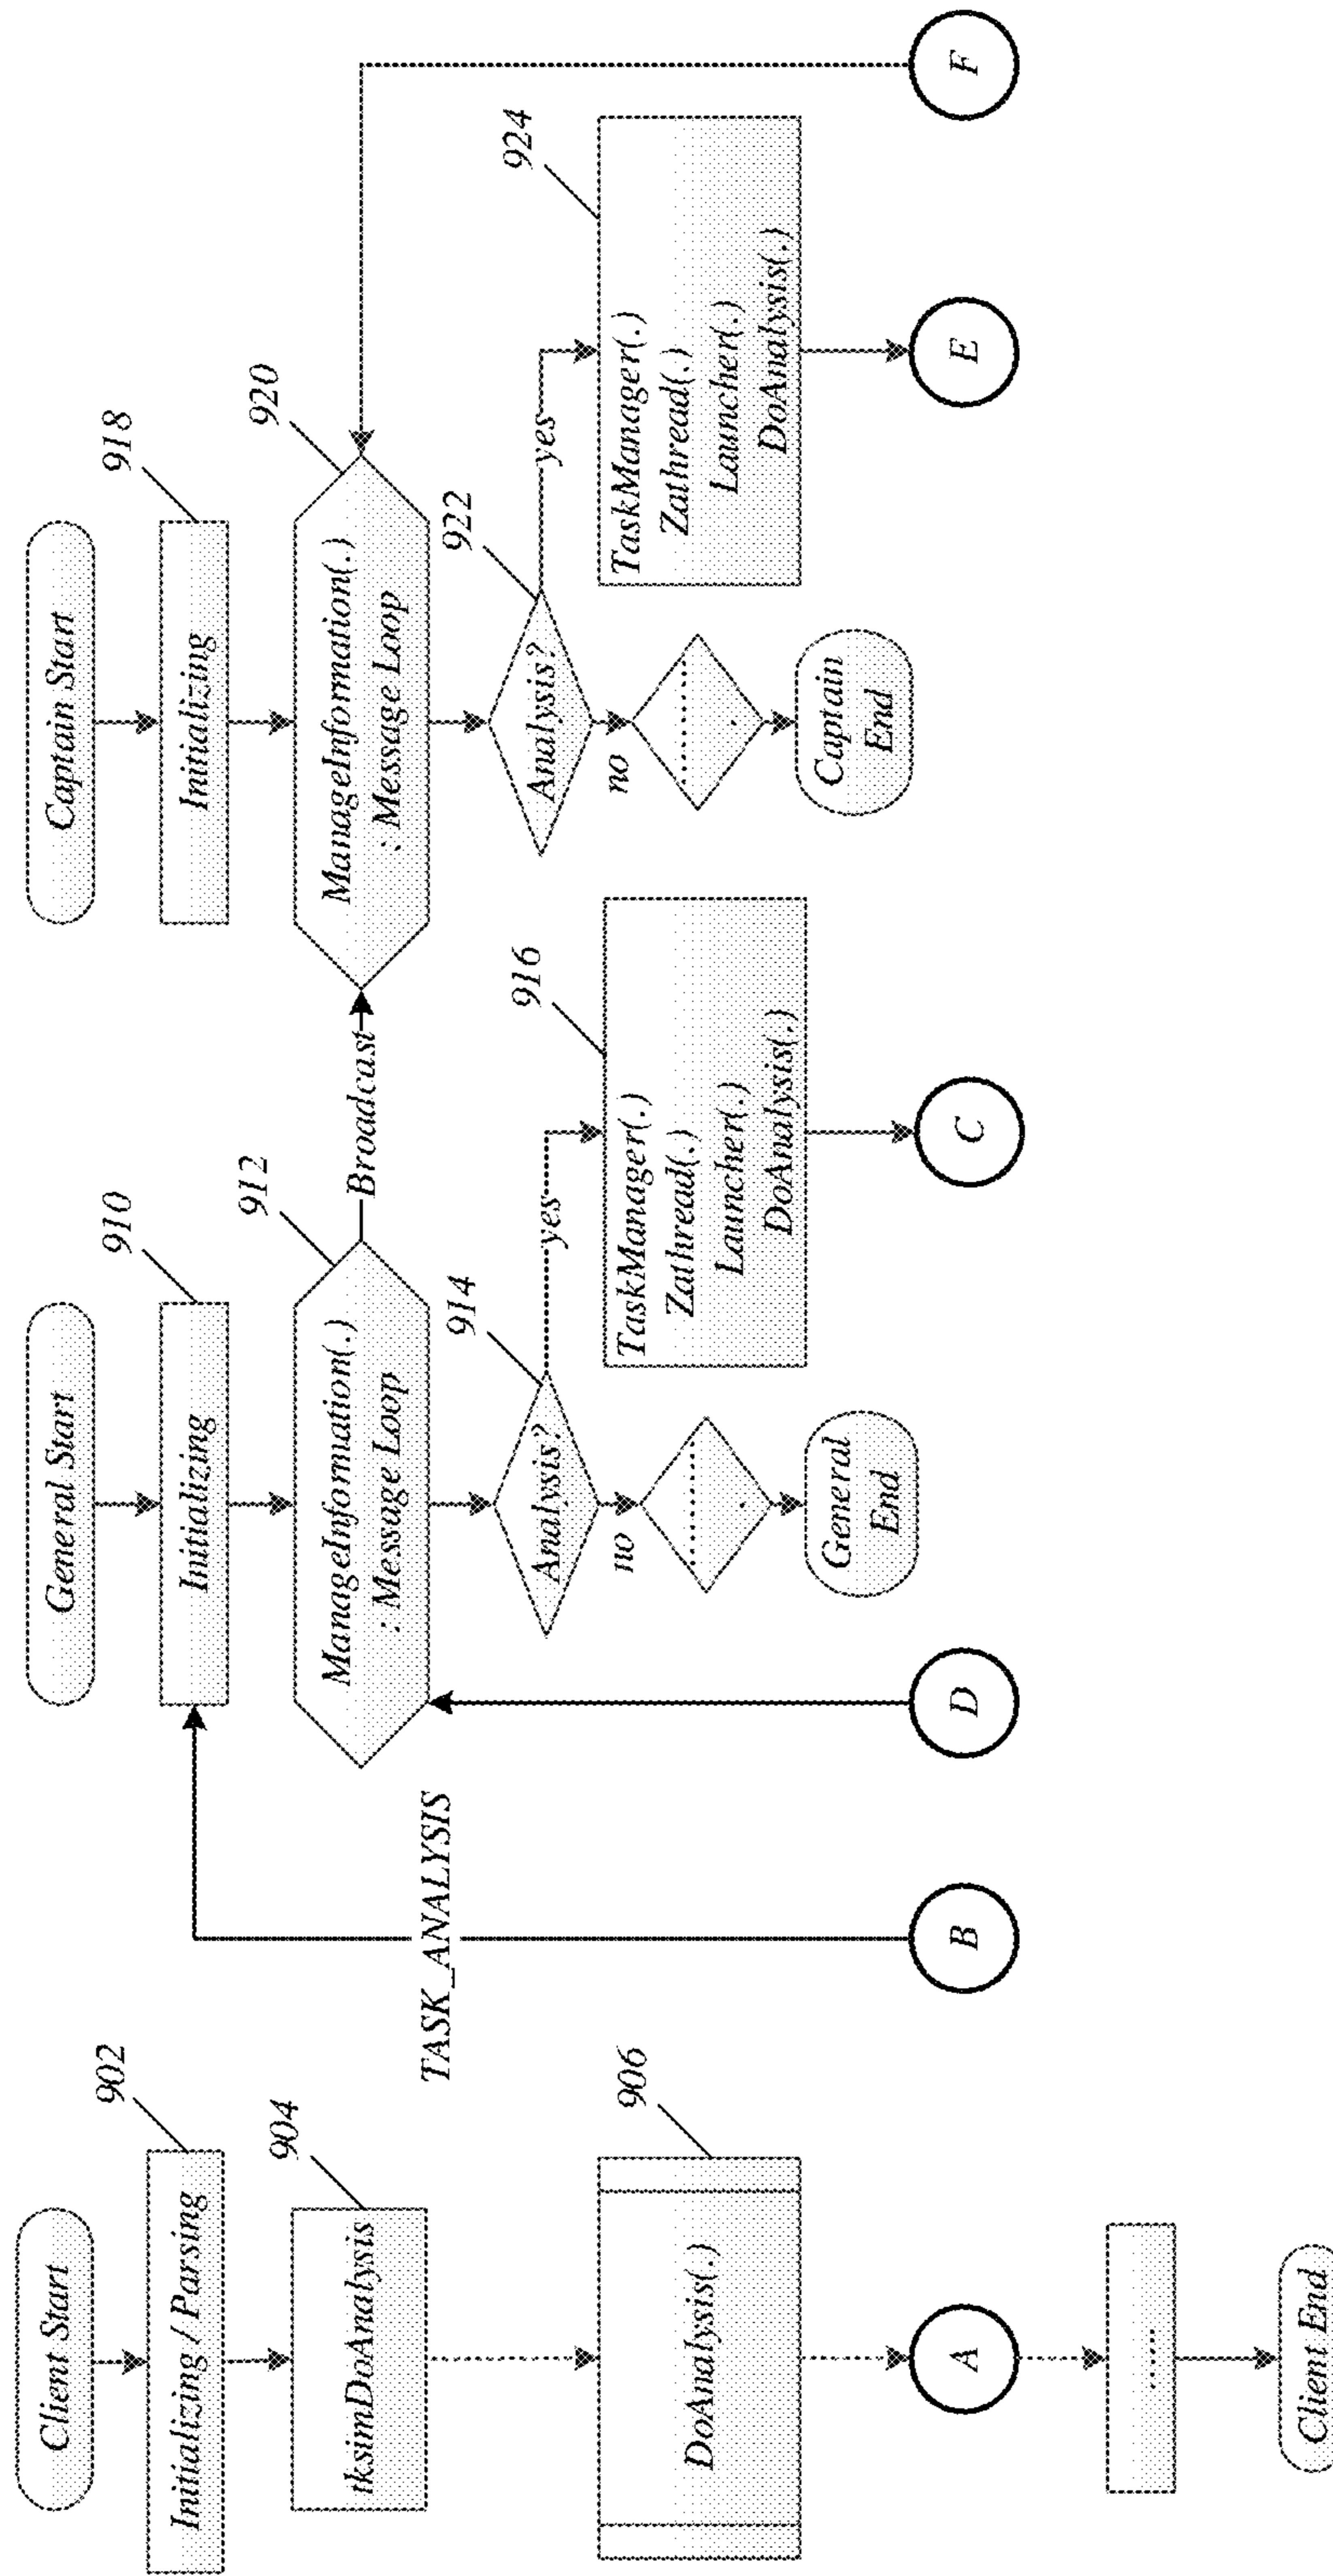 Client Start
902
Initializing / Parsing
904
tksimDoAnalysis
906
DoAnalysis(.)
A
.......
Client End
TASK_ANALYSIS
B
General Start
910
Initializing
912
ManageInformation(.)
: Message Loop
Broadcast
914
Analysis?
yes
no
916
TaskManager(.)
Zathread(.)
Launcher(.)
DoAnalysis(.)
General
End
D
C
Captain Start
918
Initializing
920
ManageInformation(.)
: Message Loop
922
Analysis?
yes
no
924
TaskManager(.)
Zathread(.)
Launcher(.)
DoAnalysis(.)
Captain
End
E
F